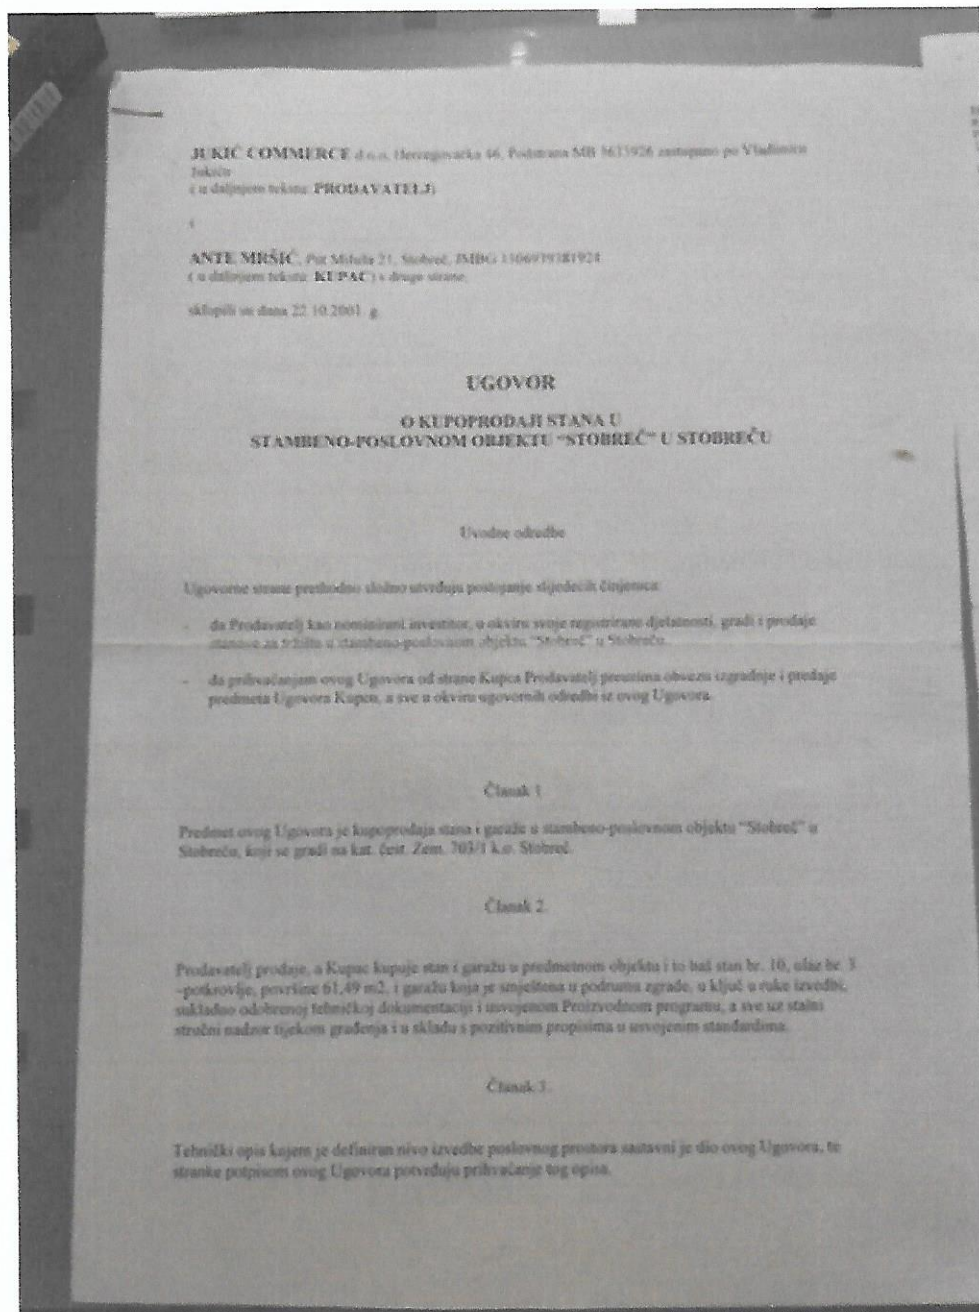 JUKIĆ COMMERCE d.o.o. Hercegovačka 46, Podstrana MB zastupano po Vladimiru
Jukiću
( u daljnjem tekstu: PRODAVATELJ)
i
ANTE MRŠIĆ, Put 21, Stobreč, JMBG
( u daljnjem tekstu: KUPAC ) s druge strane,
sklopili su dana 22.10.2001. g.
UGOVOR
O KUPOPRODAJI STANA U
STAMBENO-POSLOVNOM OBJEKTU "STOBREČ" U STOBREČU
Uvodne odredbe
Ugovorne strane prethodno složno utvrđuju postojanje slijedećih činjenica:
- da Prodavatelj kao nominirani investitor, u okviru svoje registrirane djelatnosti, gradi i prodaje
stanove za tržište u stambeno-poslovnom objektu "Stobreč" u Stobreču.
- da prihvaćanjem ovog Ugovora od strane Kupca Prodavatelj preuzima obvezu izgradnje i predaje
predmeta Ugovora Kupcu, a sve u okviru ugovornih odredbi iz ovog Ugovora.
Članak 1.
Predmet ovog Ugovora je kupoprodaja stana i garaže u stambeno-poslovnom objektu "Stobreč" u
Stobreču, koji se gradi na kat. čest. Zem. 703/1 k.o. Stobreč.
Članak 2.
Prodavatelj prodaje, a Kupac kupuje stan i garažu u predmetnom objektu i to baš stan br. 10, ulaz br. 3
-potkrovlje, površine 61,49 m2, i garažu koja je smještena u podrumu zgrade, u ključ u ruke izvedbi,
sukladno odobrenoj tehničkoj dokumentaciji i usvojenom Proizvodnom programu, a sve uz stalni
stručni nadzor tijekom građenja i u skladu s pozitivnim propisima u usvojenim standardima.
Članak 3.
Tehnički opis kojem je definiran nivo izvedbe poslovnog prostora sastavni je dio ovog Ugovora, te
stranke potpisom ovog Ugovora potvrđuju prihvaćanje tog opisa.